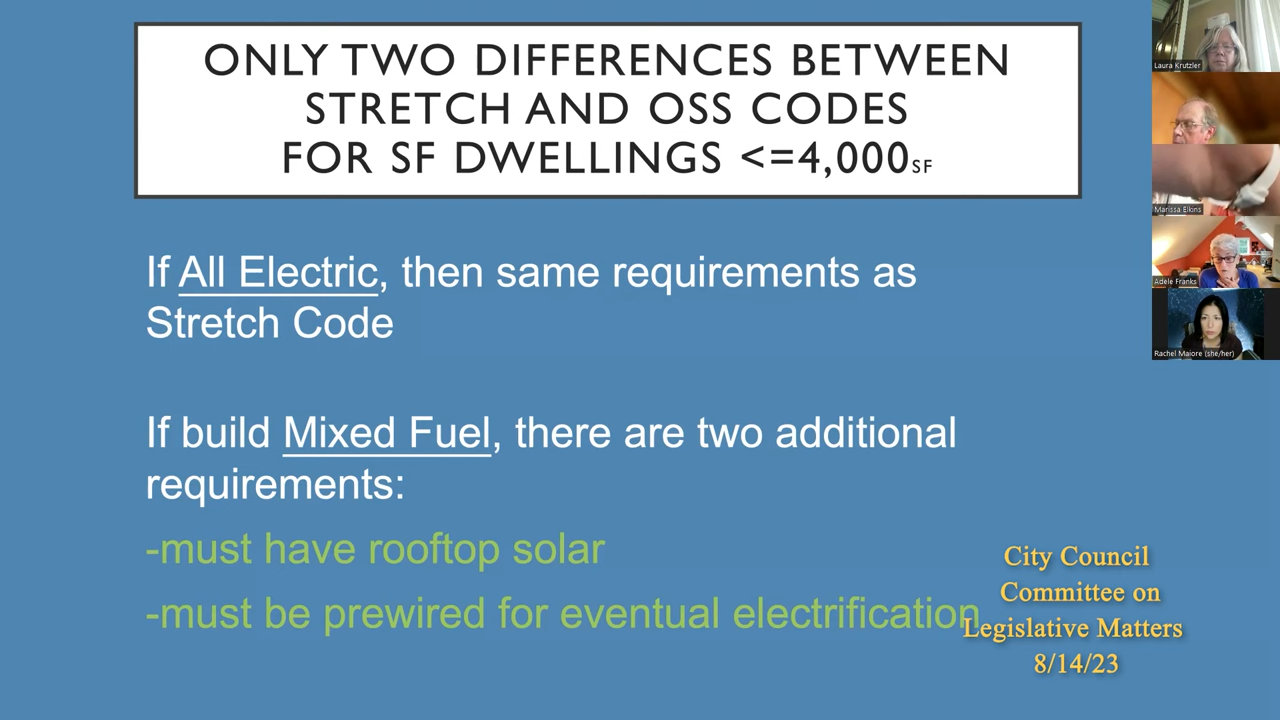 ONLY TWO DIFFERENCES BETWEEN
STRETCH AND OSS CODES
FOR SF DWELLINGS <=4,000SF
If All Electric, then same requirements as
Stretch Code
If build Mixed Fuel, there are two additional
requirements:
-must have rooftop solar
-must be prewired for eventual electrification
City Council
Committee on
Legislative Matters
8/14/23
Laura Krutzler
Marissa Elkins
Adele Franks
Rachel Maiore (she/her)